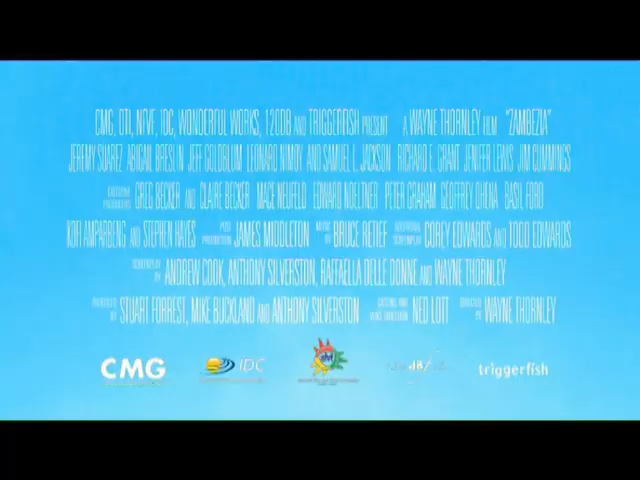 CMG, DTI, NFVF, IDC, WONDERFUL WORKS, 120DB AND TRIGGERFISH PRESENT A WAYNE THORNLEY FILM "ZAMBEZIA"
JEREMY SUAREZ ABIGAIL BRESLIN JEFF GOLDBLUM LEONARD NIMOY AND SAMUEL L. JACKSON RICHARD E. GRANT JENIFER LEWIS JIM CUMMINGS
EXECUTIVE PRODUCERS GREG BECKER AND CLAIRE BECKER MACE NEUFELD EDWARD NOELTNER PETER GRAHAM GEOFFREY QHENA BASIL FORD
KOFI AMPARBENG AND STEPHEN HAYES POST PRODUCTION JAMES MIDDLETON MUSIC BY BRUCE RETIEF ADDITIONAL SCREENPLAY COREY EDWARDS AND TODD EDWARDS
SCREENPLAY BY ANDREW COOK, ANTHONY SILVERSTON, RAFFAELLA DELLE DONNE AND WAYNE THORNLEY
PRODUCED BY STUART FORREST, MIKE BUCKLAND AND ANTHONY SILVERSTON CASTING AND VOICE DIRECTION NED LOTT DIRECTED BY WAYNE THORNLEY
CMG IDC triggerfish